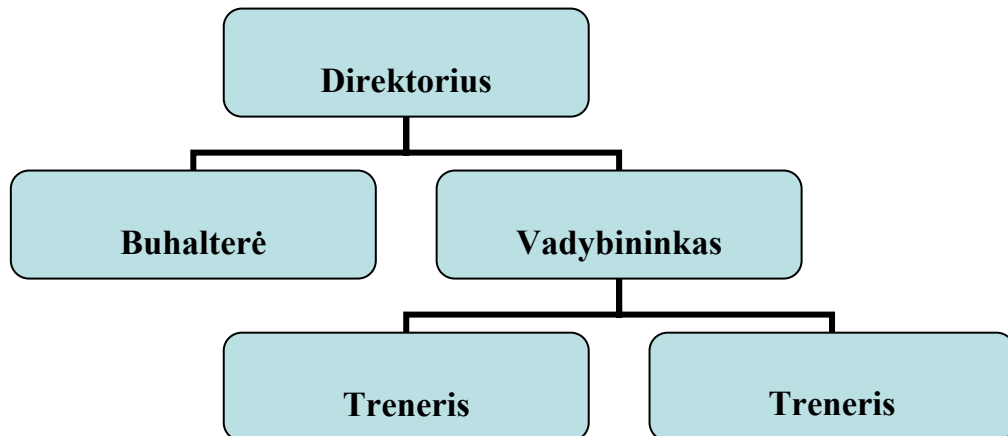 Direktorius
Buhalterė
Vadybininkas
Treneris
Treneris